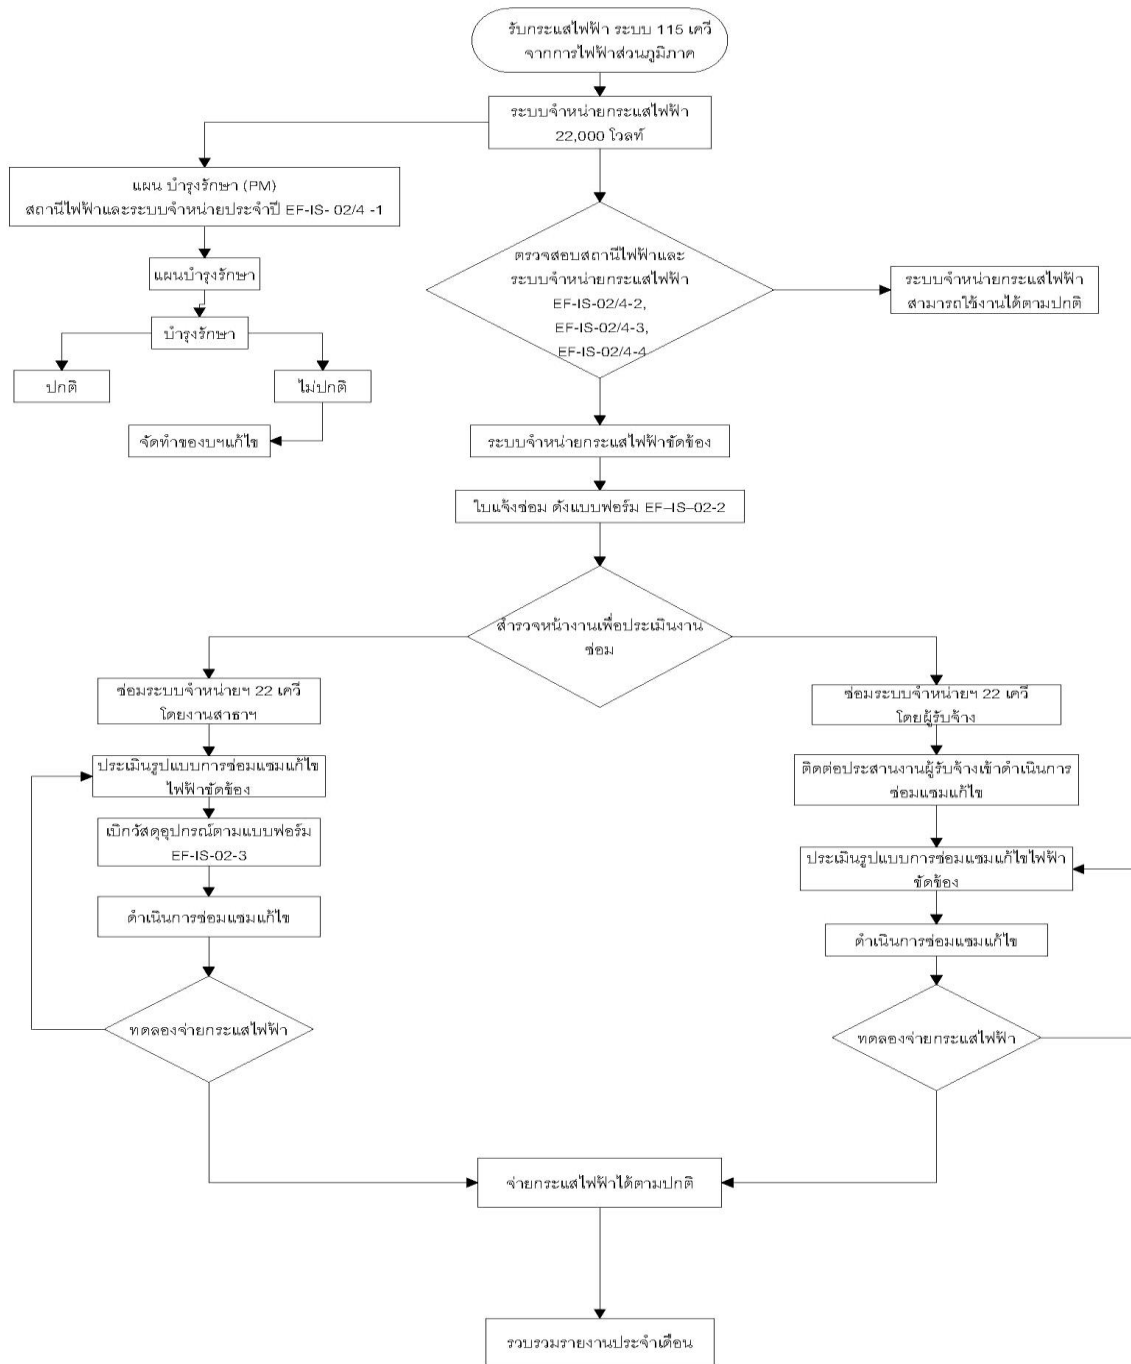 รับกระแสไฟฟ้า ระบบ 115 เควี
จากการไฟฟ้าส่วนภูมิภาค
ระบบจำหน่ายกระแสไฟฟ้า
22,000 โวลท์
แผน บำรุงรักษา (PM)
สถานีไฟฟ้าและระบบจำหน่ายประจำปี EF-IS- 02/4 -1
แผนบำรุงรักษา
บำรุงรักษา
ปกติ
ไม่ปกติ
จัดทำของบฯแก้ไข
ตรวจสอบสถานีไฟฟ้าและ
ระบบจำหน่ายกระแสไฟฟ้า
EF-IS-02/4-2,
EF-IS-02/4-3,
EF-IS-02/4-4
ระบบจำหน่ายกระแสไฟฟ้า
สามารถใช้งานได้ตามปกติ
ระบบจำหน่ายกระแสไฟฟ้าขัดข้อง
ใบแจ้งซ่อม ดังแบบฟอร์ม EF–IS–02-2
สำรวจหน้างานเพื่อประเมินงาน
ซ่อม
ซ่อมระบบจำหน่ายฯ 22 เควี
โดยงานสาธาฯ
ประเมินรูปแบบการซ่อมแซมแก้ไข
ไฟฟ้าขัดข้อง
เบิกวัสดุอุปกรณ์ตามแบบฟอร์ม
EF-IS-02-3
ดำเนินการซ่อมแซมแก้ไข
ทดลองจ่ายกระแสไฟฟ้า
ซ่อมระบบจำหน่ายฯ 22 เควี
โดยผู้รับจ้าง
ติดต่อประสานงานผู้รับจ้างเข้าดำเนินการ
ซ่อมแซมแก้ไข
ประเมินรูปแบบการซ่อมแซมแก้ไขไฟฟ้า
ขัดข้อง
ดำเนินการซ่อมแซมแก้ไข
ทดลองจ่ายกระแสไฟฟ้า
จ่ายกระแสไฟฟ้าได้ตามปกติ
รวบรวมรายงานประจำเดือน